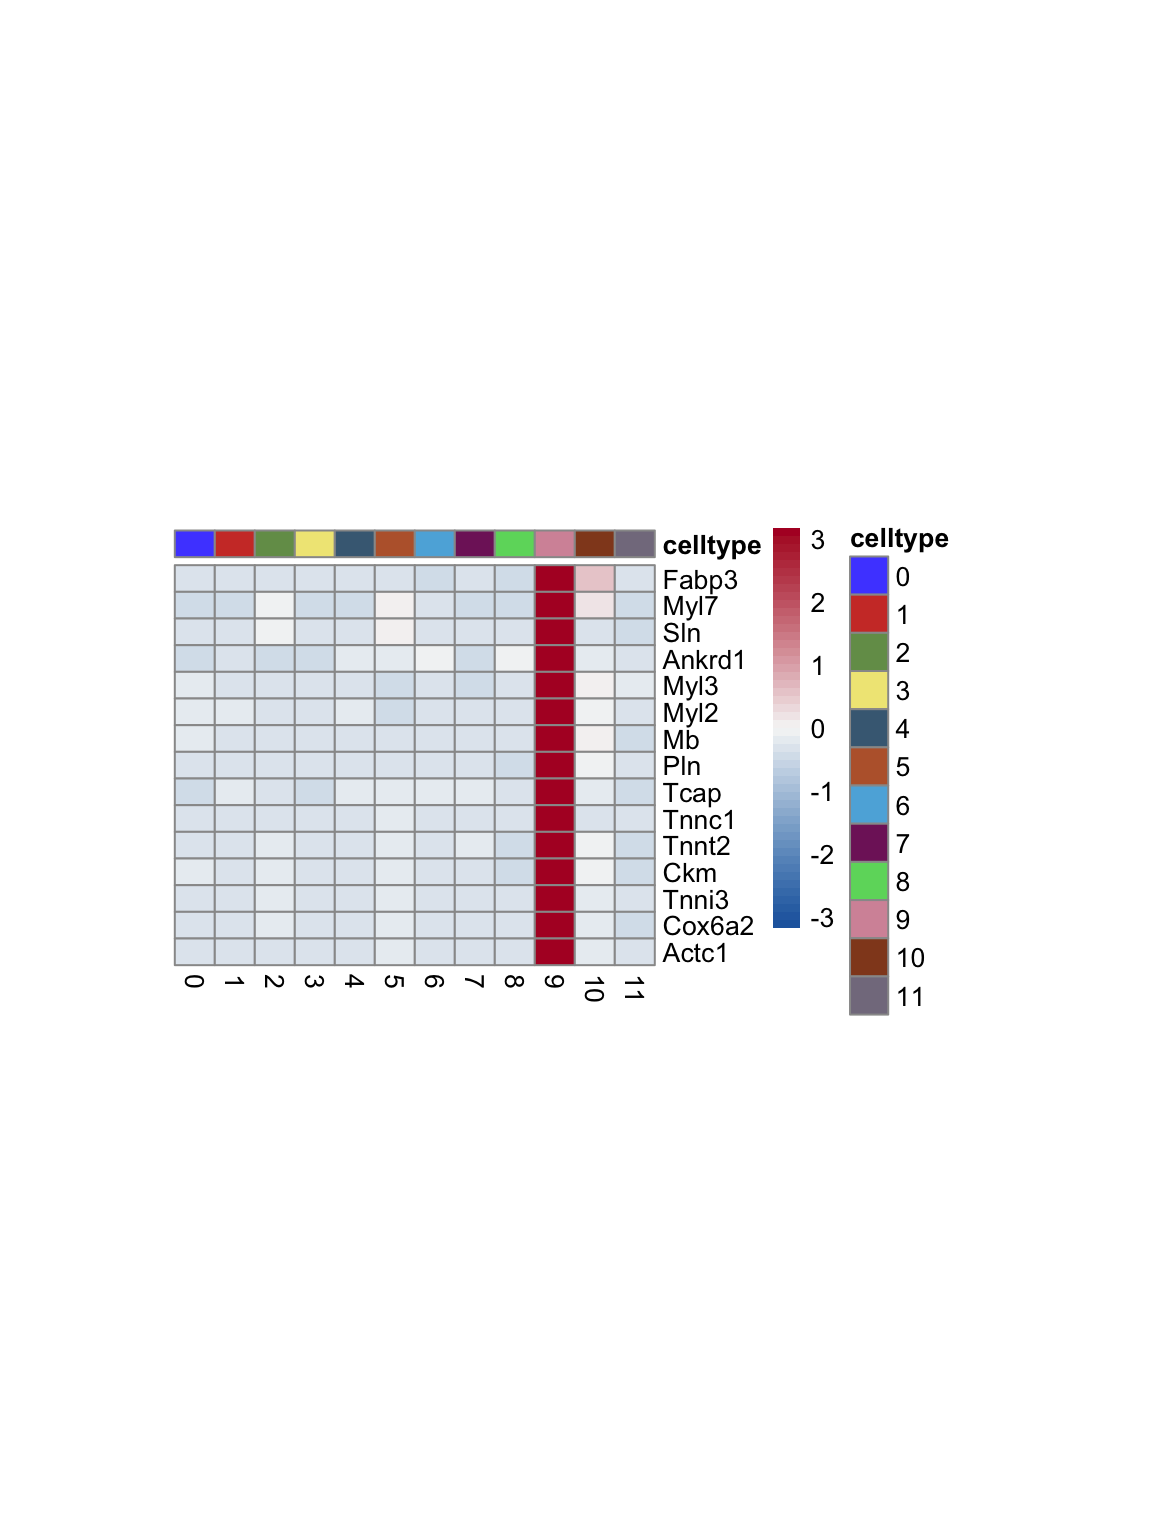 celltype
Fabp3
Myl7
Sln
Ankrd1
Myl3
Myl2
Mb
Pln
Tcap
Tnnc1
Tnnt2
Ckm
Tnni3
Cox6a2
Actc1
0 1 2 3 4 5 6 7 8 9 10 11
3
2
1
0
-1
-2
-3
celltype
0
1
2
3
4
5
6
7
8
9
10
11